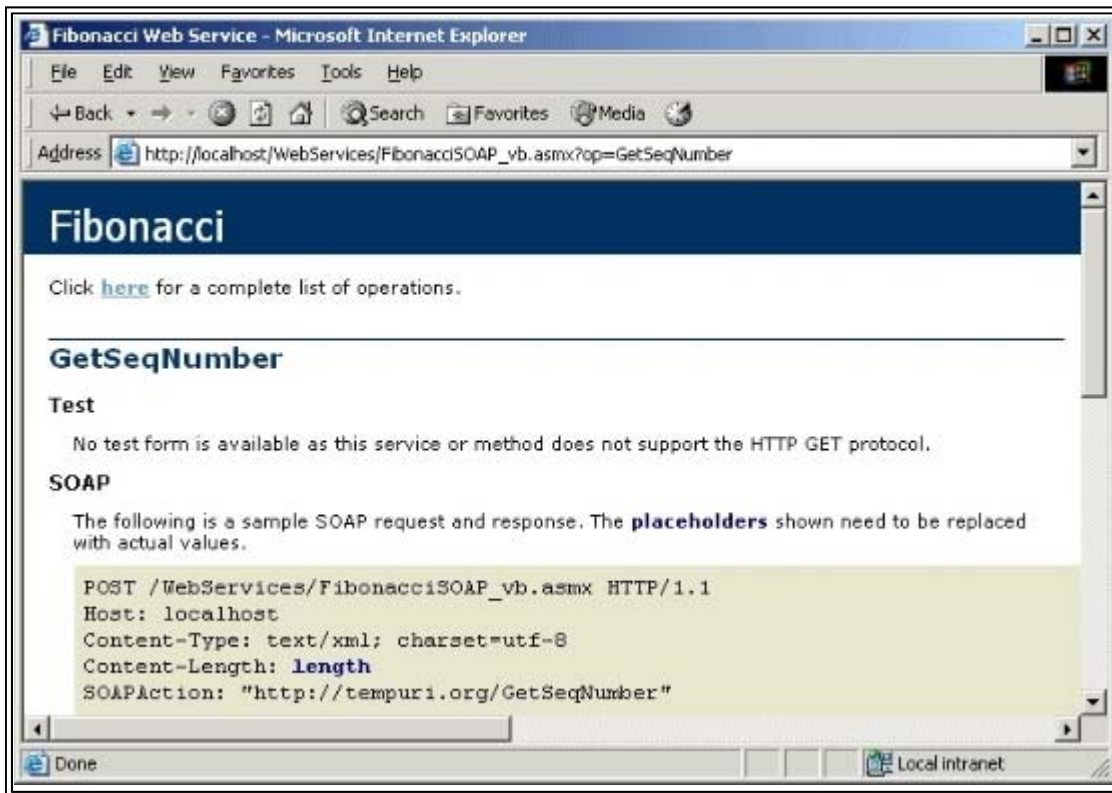 Fibonacci Web Service - Microsoft Internet Explorer
File Edit View Favorites Tools Help
Back Search Favorites Media
Address http://localhost/WebServices/FibonacciSOAP_vb.asmx?op=GetSeqNumber
Fibonacci
Click here for a complete list of operations.
GetSeqNumber
Test
No test form is available as this service or method does not support the HTTP GET protocol.
SOAP
The following is a sample SOAP request and response. The placeholders shown need to be replaced
with actual values.
POST /WebServices/FibonacciSOAP_vb.asmx HTTP/1.1
Host: localhost
Content-Type: text/xml; charset=utf-8
Content-Length: length
SOAPAction: "http://tempuri.org/GetSeqNumber"
Done Local intranet